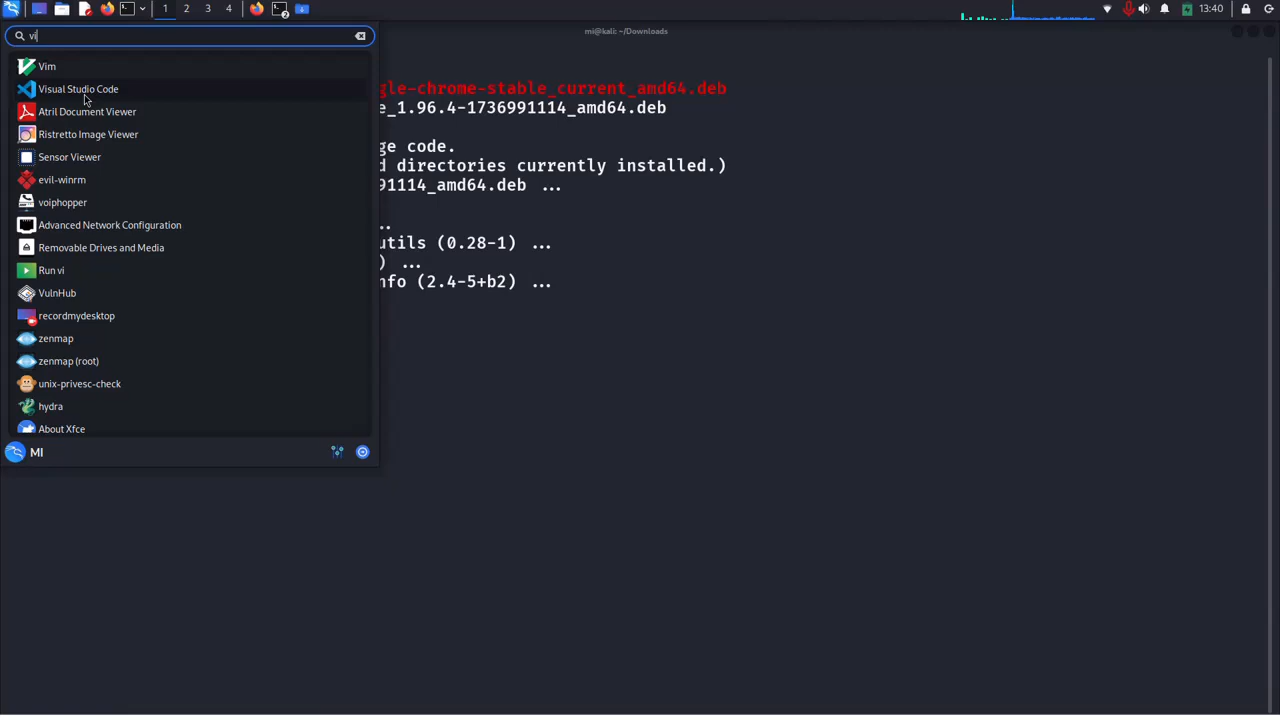 1 2 3 4
2
13:40
vi
mi@kali: ~/Downloads
Vim
Visual Studio Code
Atril Document Viewer
Ristretto Image Viewer
Sensor Viewer
evil-winrm
voiphopper
Advanced Network Configuration
Removable Drives and Media
Run vi
VulnHub
recordmydesktop
zenmap
zenmap (root)
unix-privesc-check
hydra
About Xfce
MI
gle-chrome-stable_current_amd64.deb
e_1.96.4-1736991114_amd64.deb
ge code.
d directories currently installed.)
91114_amd64.deb ...
..
utils (0.28-1) ...
) ...
nfo (2.4-5+b2) ...